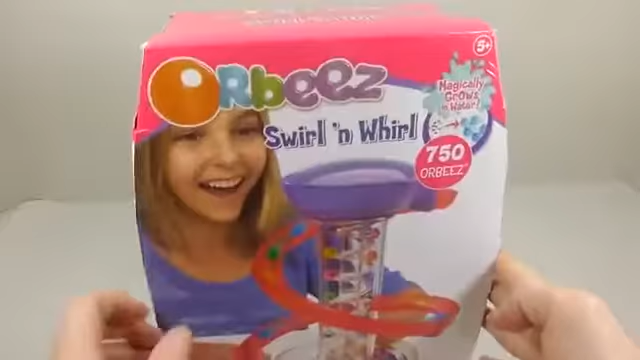 5+
Orbeez
Magically
Grows
in Water!
Swirl 'n Whirl
750
ORBEEZ